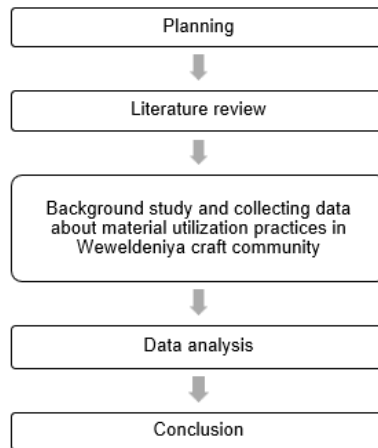 Planning
Literature review
Background study and collecting data
about material utilization practices in
Weweldeniya craft community
Data analysis
Conclusion